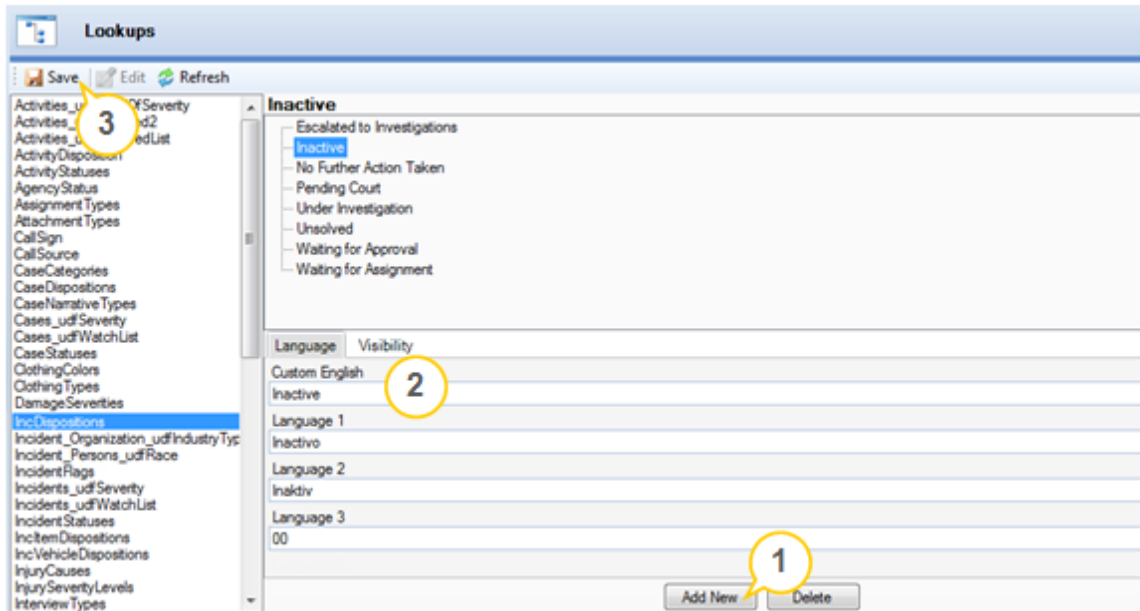 Lookups
Save Edit Refresh
3
Activities_u OfSeverity
Activities_ d2
Activities_u edList
ActivityDisposition
ActivityStatuses
AgencyStatus
AssignmentTypes
AttachmentTypes
CallSign
CallSource
CaseCategories
CaseDispositions
CaseNarrativeTypes
Cases_udfSeverity
Cases_udfWatchList
CaseStatuses
ClothingColors
ClothingTypes
DamageSeverities
IncDispositions
Incident_Organization_udfIndustryTyp
Incident_Persons_udfRace
IncidentFlags
Incidents_udfSeverity
Incidents_udfWatchList
IncidentStatuses
IncItemDispositions
IncVehicleDispositions
InjuryCauses
InjurySeverityLevels
InterviewTypes
Inactive
Escalated to Investigations
Inactive
No Further Action Taken
Pending Court
Under Investigation
Unsolved
Waiting for Approval
Waiting for Assignment
Language Visibility
2
Custom English
Inactive
Language 1
Inactivo
Language 2
Inaktiv
Language 3
00
1
Add New Delete